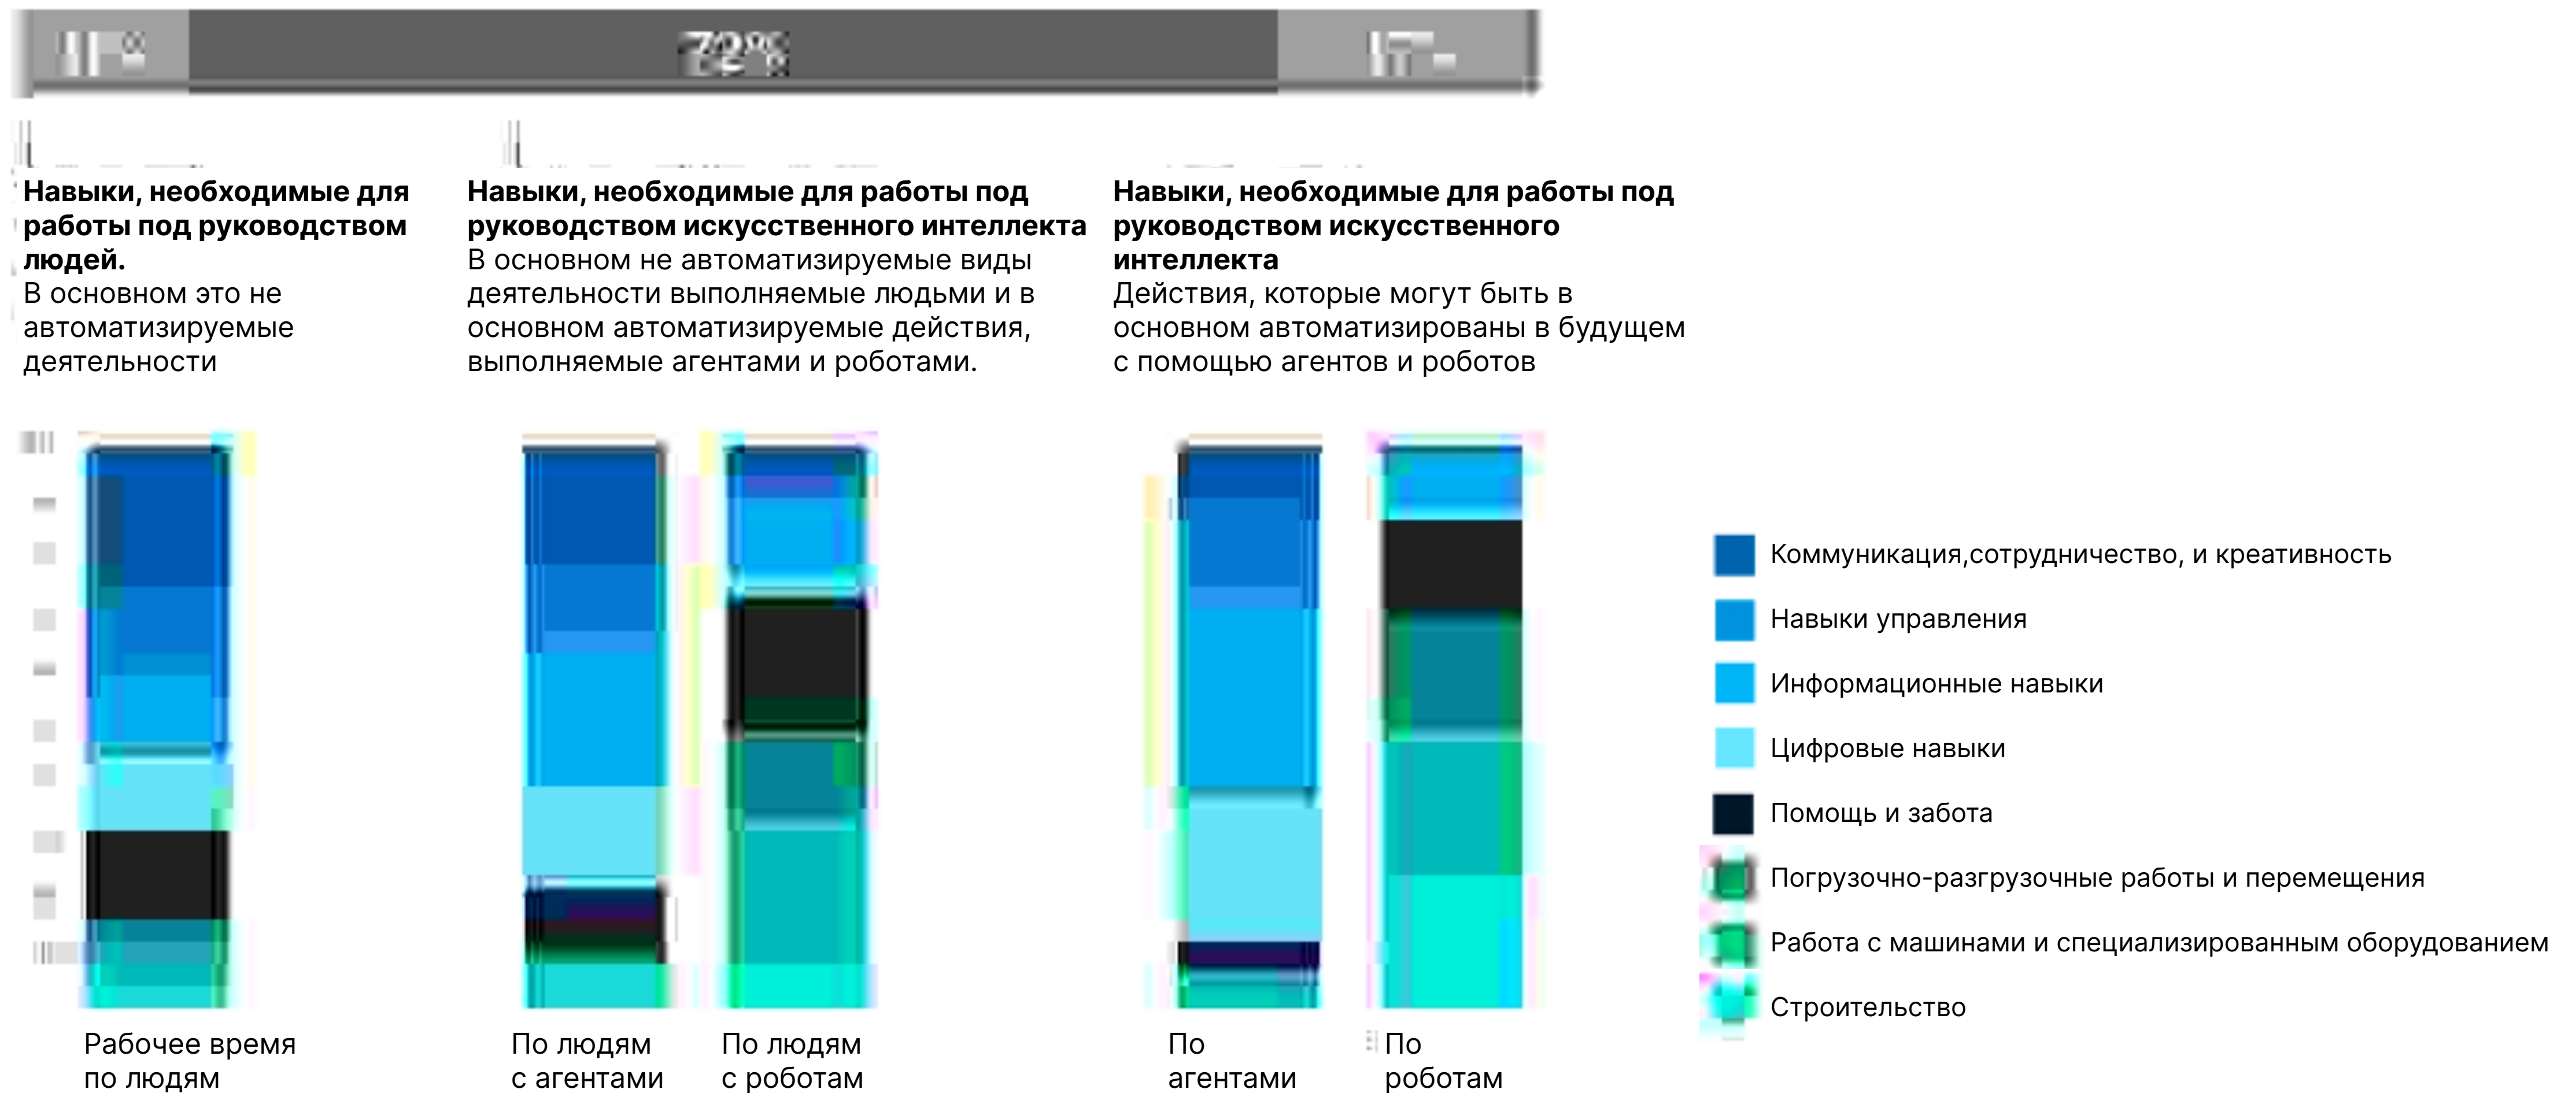 72%
Навыки, необходимые для
работы под руководством
людей.
В основном это не
автоматизируемые
деятельности
Навыки, необходимые для работы под
руководством искусственного интеллекта
В основном не автоматизируемые виды
деятельности выполняемые людьми и в
основном автоматизируемые действия,
выполняемые агентами и роботами.
Навыки, необходимые для работы под
руководством искусственного
интеллекта
Действия, которые могут быть в
основном автоматизированы в будущем
с помощью агентов и роботов
Коммуникация,сотрудничество, и креативность
Навыки управления
Информационные навыки
Цифровые навыки
Помощь и забота
Погрузочно-разгрузочные работы и перемещения
Работа с машинами и специализированным оборудованием
Строительство
Рабочее время
по людям
По людям
с агентами
По людям
с роботам
По
агентами
По
роботам